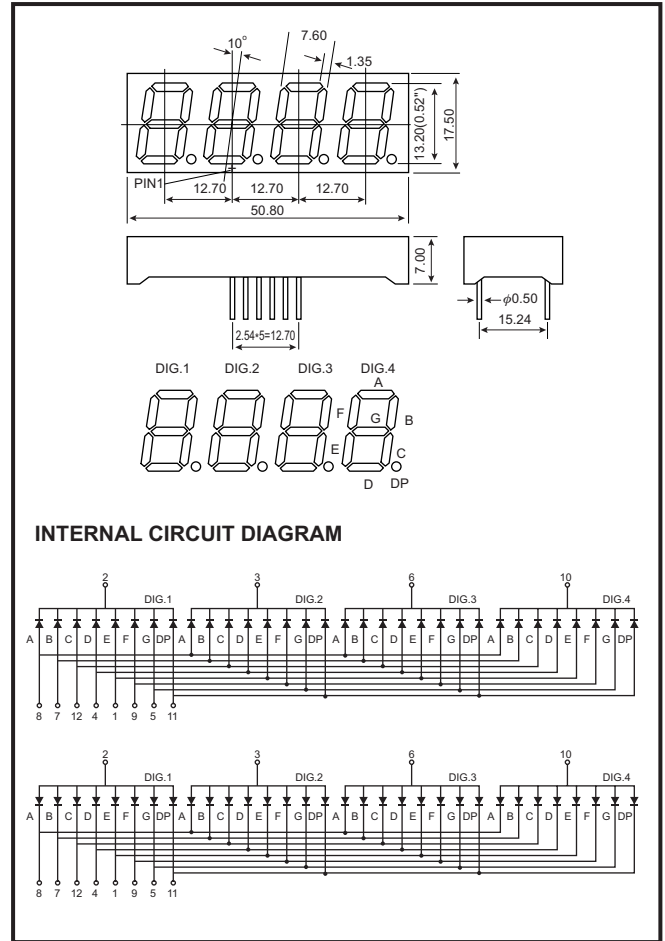 10°
7.60
1.35
13.20(0.52")
17.50
PIN1
12.70 12.70 12.70
50.80
7.00
φ0.50
15.24
2.54*5=12.70
DIG.1 DIG.2 DIG.3 DIG.4
A
F G B
E C
D DP
INTERNAL CIRCUIT DIAGRAM
2 3 6 10
DIG.1 DIG.2 DIG.3 DIG.4
A B C D E F G DP A B C D E F G DP A B C D E F G DP A B C D E F G DP
8 7 12 4 1 9 5 11
2 3 6 10
DIG.1 DIG.2 DIG.3 DIG.4
A B C D E F G DP A B C D E F G DP A B C D E F G DP A B C D E F G DP
8 7 12 4 1 9 5 11